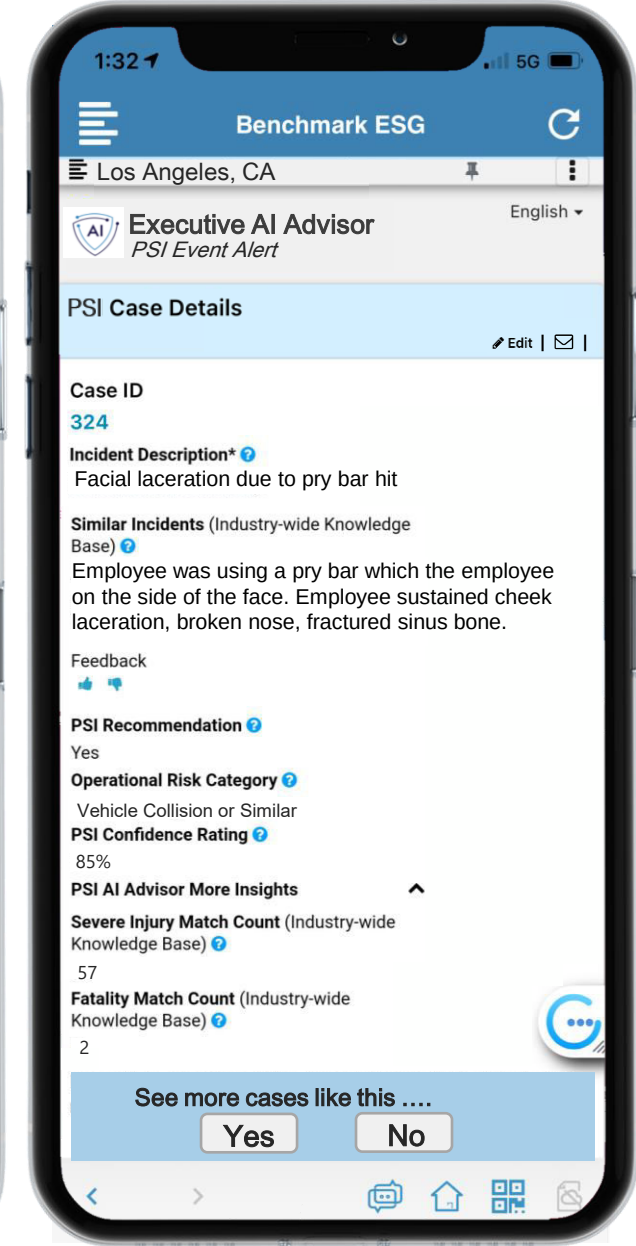 1:32
5G
Benchmark ESG
Los Angeles, CA
AI
Executive AI Advisor
English
PSI Event Alert
PSI Case Details
Edit | |
Case ID
324
Incident Description* ?
Facial laceration due to pry bar hit
Similar Incidents (Industry-wide Knowledge
Base) ?
Employee was using a pry bar which the employee
on the side of the face. Employee sustained cheek
laceration, broken nose, fractured sinus bone.
Feedback
PSI Recommendation ?
Yes
Operational Risk Category ?
Vehicle Collision or Similar
PSI Confidence Rating ?
85%
PSI AI Advisor More Insights
Severe Injury Match Count (Industry-wide
Knowledge Base) ?
57
Fatality Match Count (Industry-wide
Knowledge Base) ?
2
See more cases like this ....
Yes
No